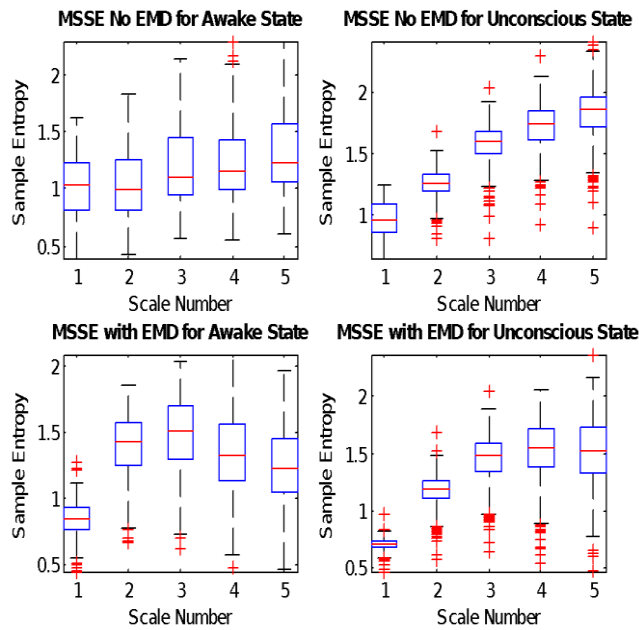 MSSE No EMD for Awake State
2
1.5
1
0.5
Sample Entropy
1 2 3 4 5
Scale Number
MSSE No EMD for Unconscious State
2
1.5
1
Sample Entropy
1 2 3 4 5
Scale Number
MSSE with EMD for Awake State
2
1.5
1
0.5
Sample Entropy
1 2 3 4 5
Scale Number
MSSE with EMD for Unconscious State
2
1.5
1
0.5
Sample Entropy
1 2 3 4 5
Scale Number